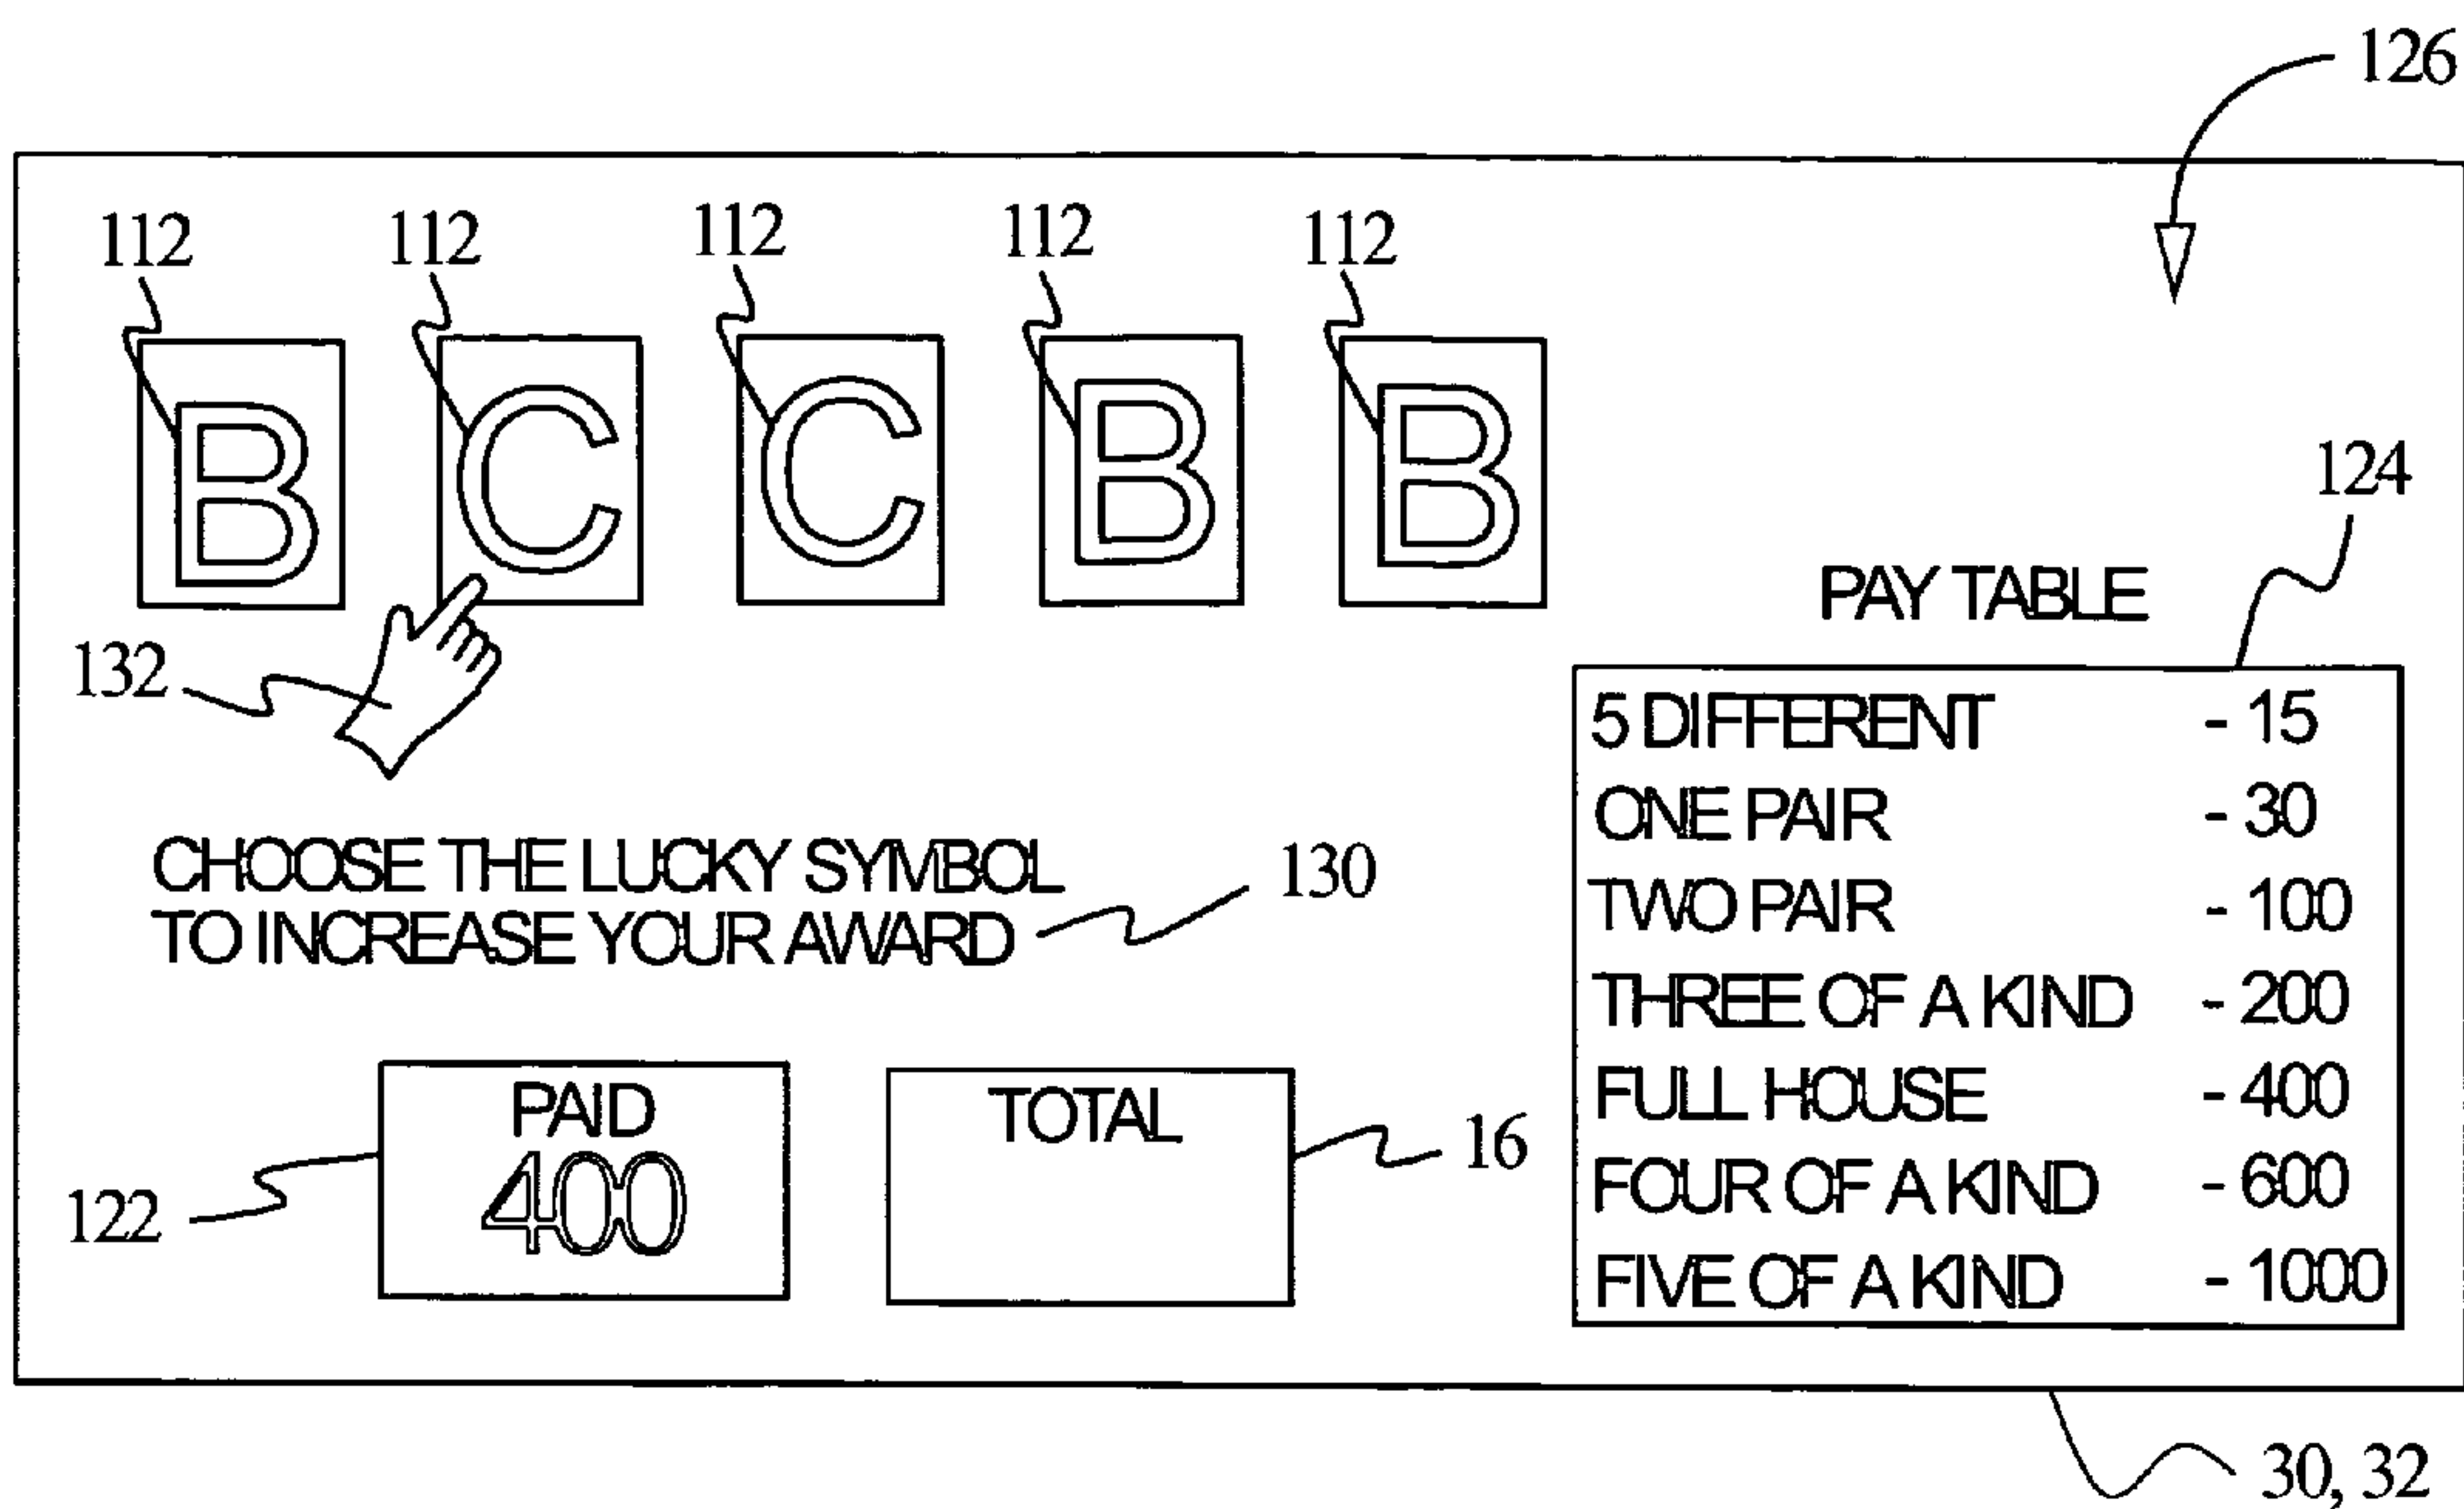 126
112 112 112 112 112
B C C B B
124
PAY TABLE
132
5 DIFFERENT - 15
ONE PAIR - 30
TWO PAIR - 100
THREE OF A KIND - 200
FULL HOUSE - 400
FOUR OF A KIND - 600
FIVE OF A KIND - 1000
CHOOSE THE LUCKY SYMBOL
TO INCREASE YOUR AWARD
130
PAID
400
TOTAL
16
122
30, 32